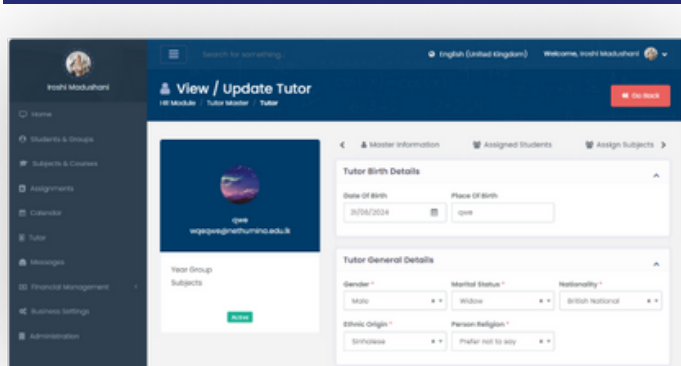 Search for something..
English (United Kingdom)
Welcome, Iroshi Madushani
Iroshi Madushani
Home
Students & Groups
Subjects & Courses
Assignments
Calendar
Tutor
Messages
Financial Management
Business Settings
Administration
View / Update Tutor
HR Module / Tutor Master / Tutor
Go Back
qwe
wqeqwe@nethumina.edu.lk
Year Group
Subjects
Active
Master Information
Assigned Students
Assign Subjects
Tutor Birth Details
Date Of Birth
Place Of Birth
31/05/2024
qwe
Tutor General Details
Gender *
Marital Status *
Nationality *
Male
Widow
British National
Ethnic Origin *
Person Religion *
Sinhalese
Prefer not to say